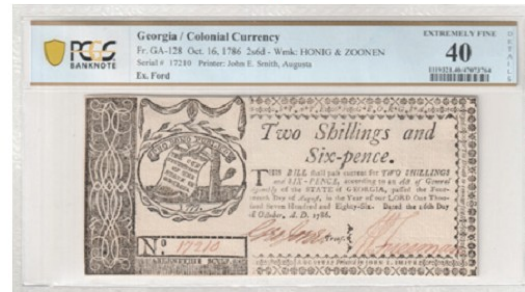 Georgia / Colonial Currency
Fr. GA-128 Oct. 16, 1786 2s6d - Wmk: HONIG & ZOONEN
Serial # 17210 Printer: John E. Smith, Augusta
Ex. Ford
PCGS
BANKNOTE
EXTREMELY FINE
40
DETAILS
Two Shillings and
Six-pence.
THIS BILL shall pass current for TWO SHILLINGS
and SIX-PENCE, according to an Act of General
Assembly of the STATE of GEORGIA, passed the Four-
teenth Day of August, in the Year of our LORD One Thou-
sand Seven Hundred and Eighty-Six. Dated the 16th Day
of October, A. D. 1786.
No 17210